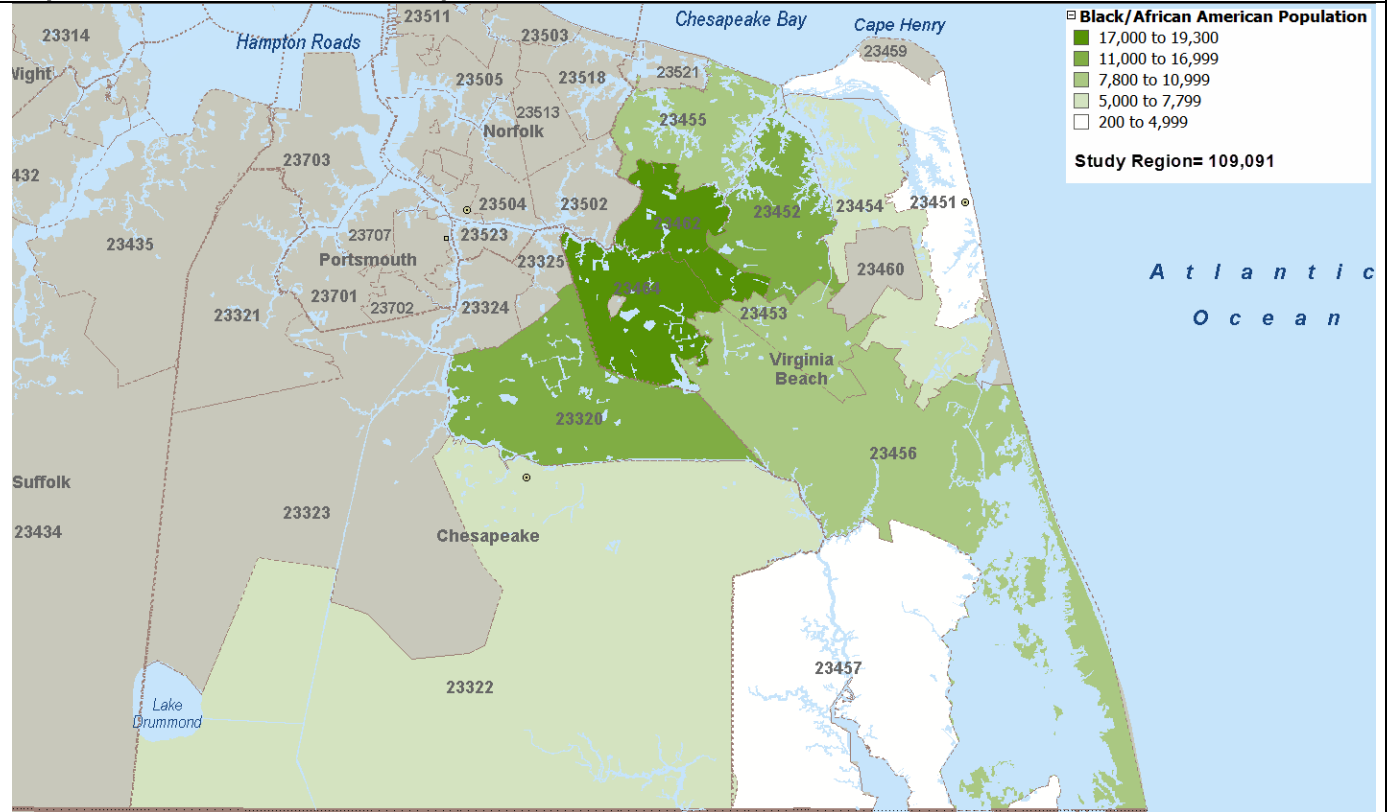 Black/African American Population
17,000 to 19,300
11,000 to 16,999
7,800 to 10,999
5,000 to 7,799
200 to 4,999
Study Region= 109,091
23511
Chesapeake Bay
Cape Henry
23314
Hampton Roads
23503
23459
Wight
23505
23518
23521
23513
23455
Norfolk
23703
432
23504
23502
23452
23454
23451
23462
23435
23707
23523
Portsmouth
23325
23460
Atlantic
Ocean
23464
23701
23702
23324
23321
23453
Virginia
Beach
23320
23456
Suffolk
23434
23323
Chesapeake
23457
23322
Lake
Drummond